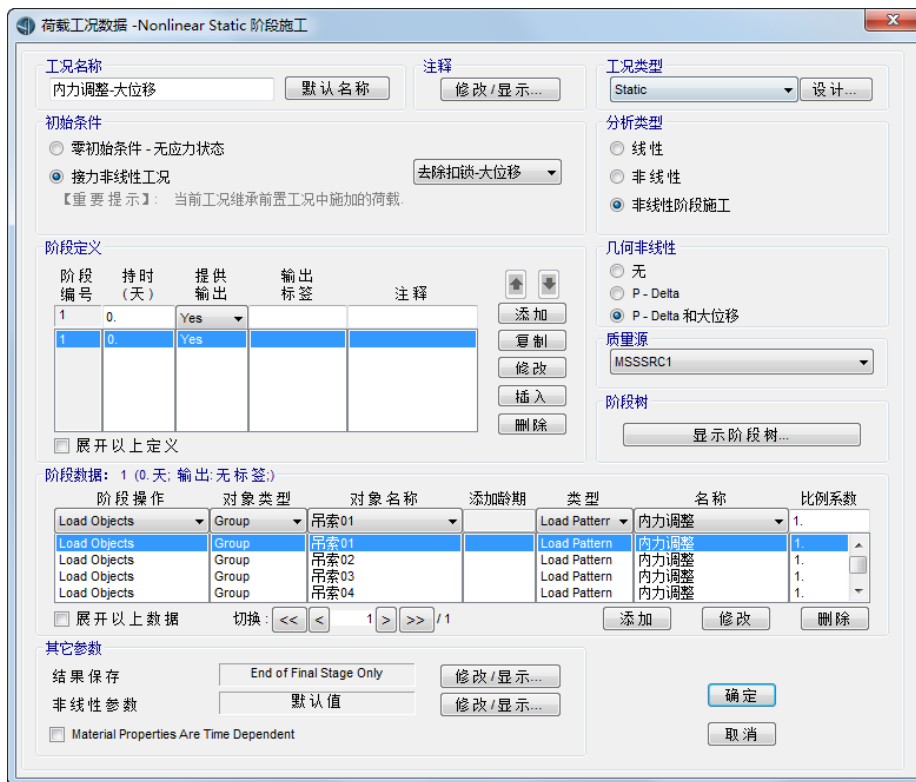 荷载工况数据 -Nonlinear Static 阶段施工
x
工况名称
内力调整-大位移
默认名称
注释
修改/显示...
工况类型
Static
设计...
初始条件
零初始条件 - 无应力状态
接力非线性工况
去除扣锁-大位移
【重要提示】: 当前工况继承前置工况中施加的荷载.
分析类型
线性
非线性
非线性阶段施工
阶段定义
阶段编号 持时(天) 提供输出 输出标签 注释
1 0. Yes
1 0. Yes
添加
复制
修改
插入
删除
展开以上定义
几何非线性
无
P - Delta
P - Delta 和大位移
质量源
MSSSRC1
阶段树
显示阶段树...
阶段数据: 1 (0. 天; 输出: 无标签;)
阶段操作 对象类型 对象名称 添加龄期 类型 名称 比例系数
Load Objects Group 吊索01 Load Patterr 内力调整 1.
Load Objects Group 吊索01 Load Pattern 内力调整 1.
Load Objects Group 吊索02 Load Pattern 内力调整 1.
Load Objects Group 吊索03 Load Pattern 内力调整 1.
Load Objects Group 吊索04 Load Pattern 内力调整 1.
展开以上数据 切换: << < 1 > >> / 1 添加 修改 删除
其它参数
结果保存 End of Final Stage Only 修改/显示...
非线性参数 默认值 修改/显示...
Material Properties Are Time Dependent
确定
取消